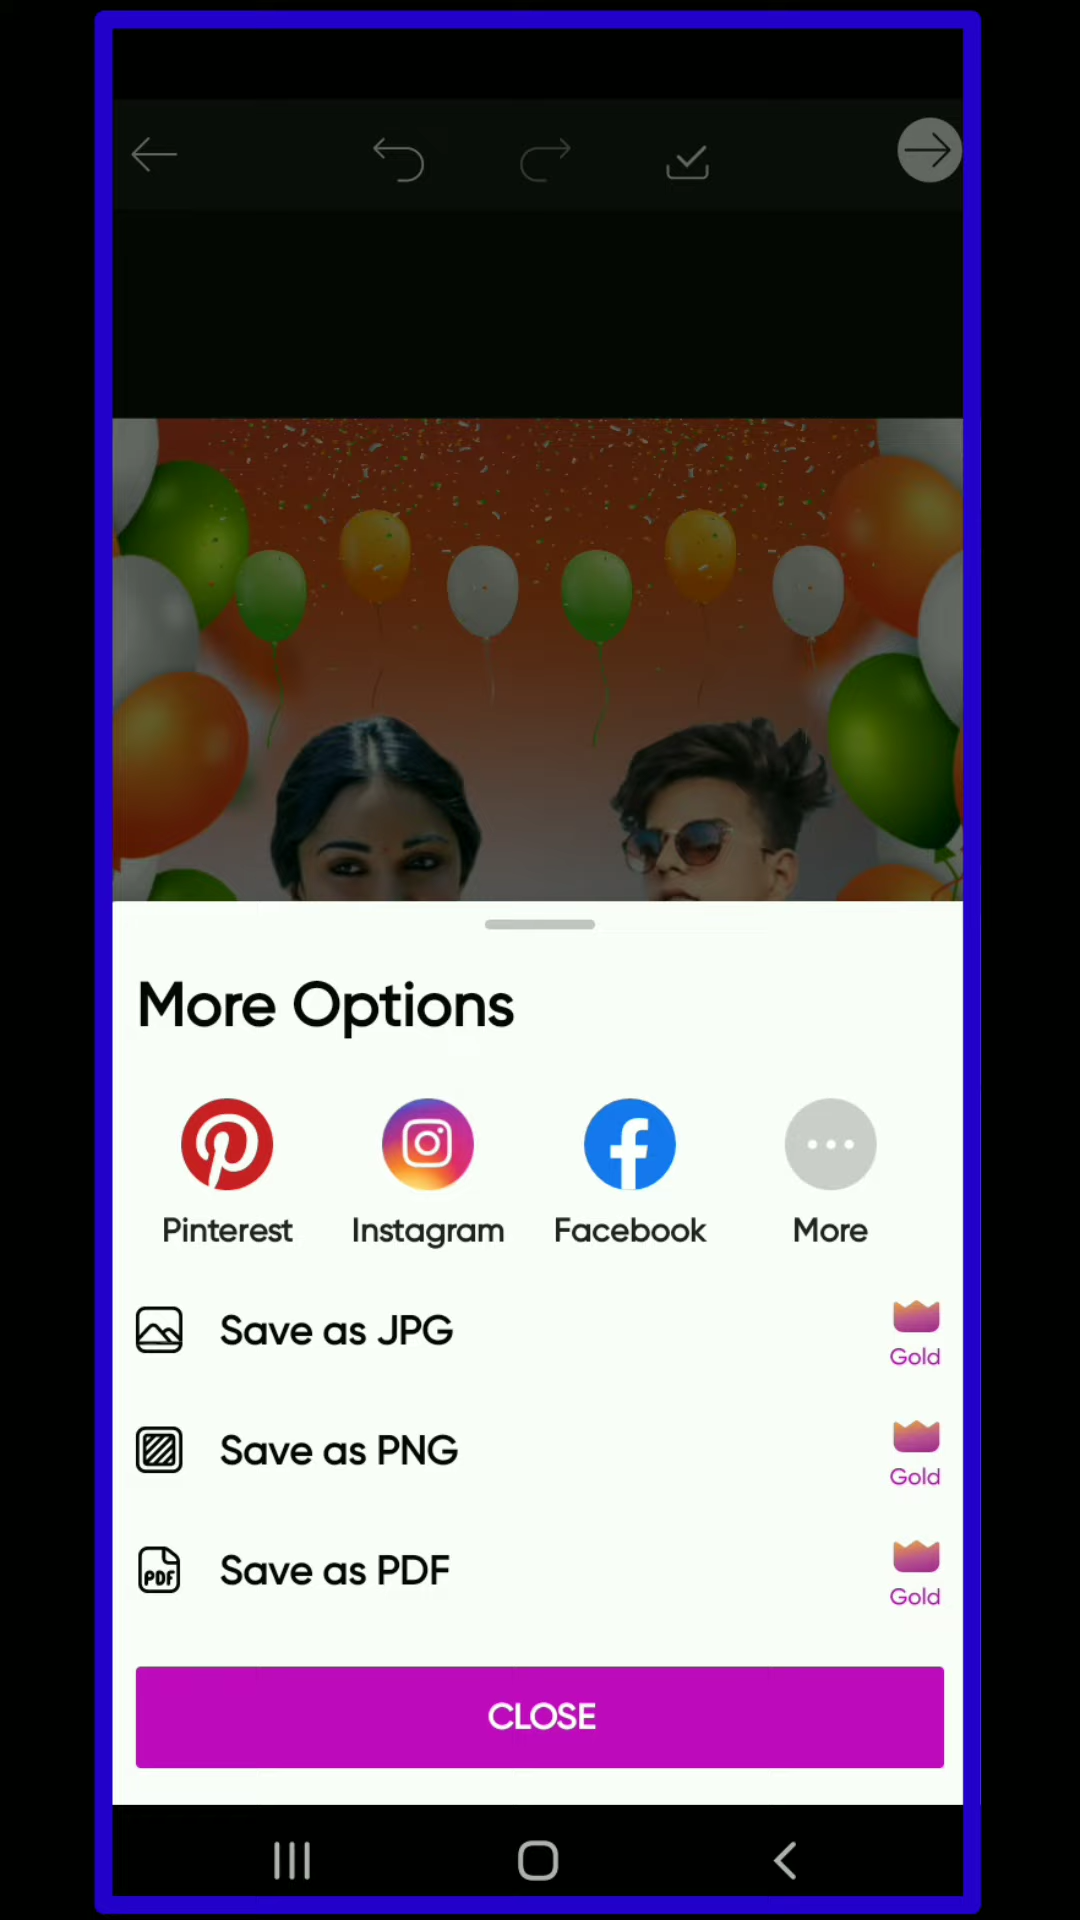 More Options
Pinterest
Instagram
Facebook
More
Save as JPG
Gold
Save as PNG
Gold
PDF
Save as PDF
Gold
CLOSE